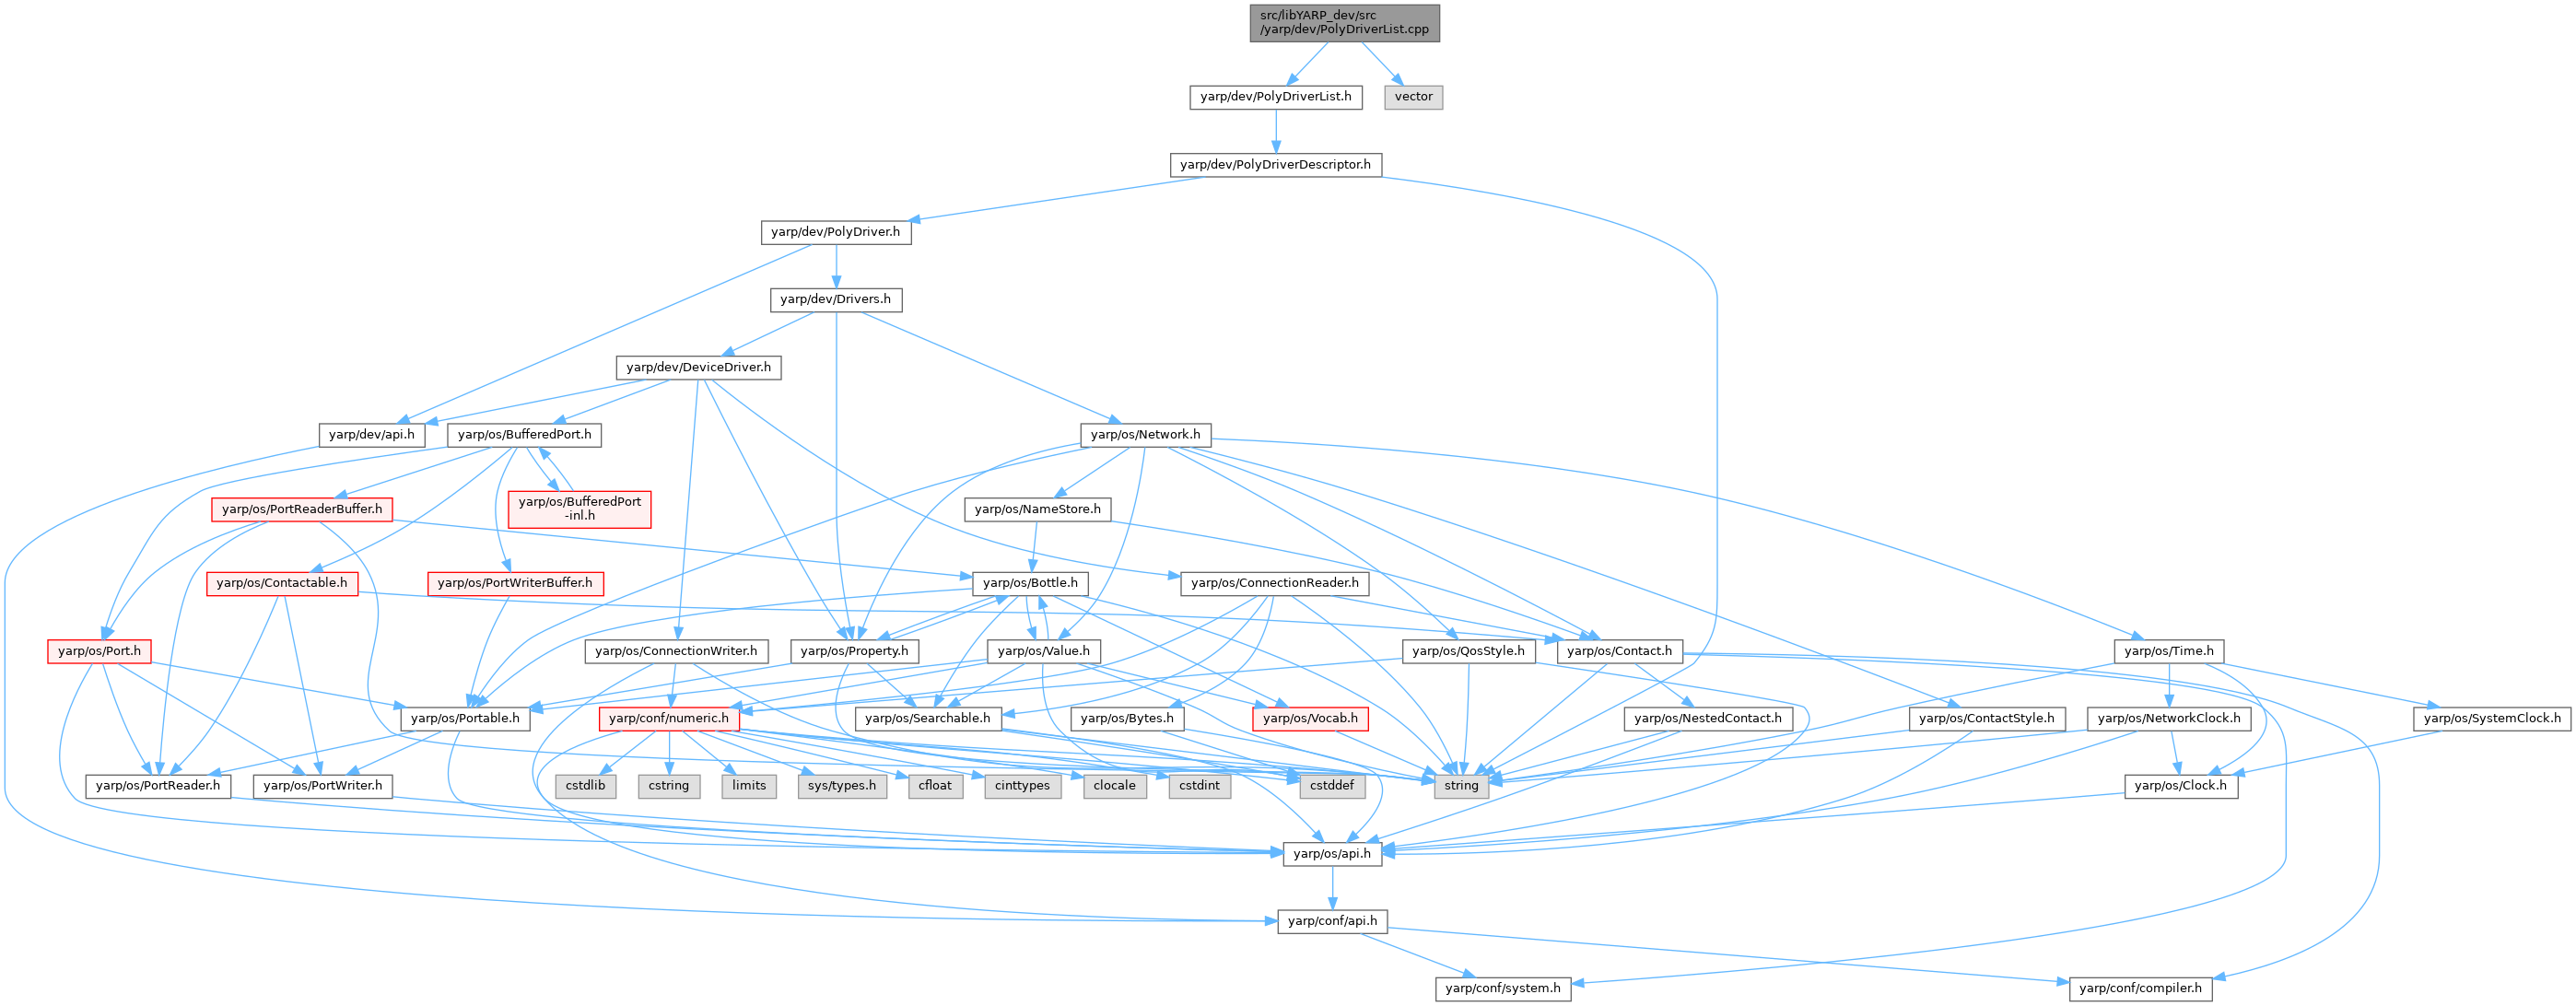 src/libYARP_dev/src
/yarp/dev/PolyDriverList.cpp
yarp/dev/PolyDriverList.h
vector
yarp/dev/PolyDriverDescriptor.h
yarp/dev/PolyDriver.h
yarp/dev/Drivers.h
yarp/dev/DeviceDriver.h
yarp/dev/api.h
yarp/os/BufferedPort.h
yarp/os/Network.h
yarp/os/PortReaderBuffer.h
yarp/os/BufferedPort
-inl.h
yarp/os/NameStore.h
yarp/os/Contactable.h
yarp/os/PortWriterBuffer.h
yarp/os/Bottle.h
yarp/os/ConnectionReader.h
yarp/os/Port.h
yarp/os/ConnectionWriter.h
yarp/os/Property.h
yarp/os/Value.h
yarp/os/QosStyle.h
yarp/os/Contact.h
yarp/os/Time.h
yarp/os/Portable.h
yarp/conf/numeric.h
yarp/os/Searchable.h
yarp/os/Bytes.h
yarp/os/Vocab.h
yarp/os/NestedContact.h
yarp/os/ContactStyle.h
yarp/os/NetworkClock.h
yarp/os/SystemClock.h
yarp/os/PortReader.h
yarp/os/PortWriter.h
cstdlib
cstring
limits
sys/types.h
cfloat
cinttypes
clocale
cstdint
cstddef
string
yarp/os/Clock.h
yarp/os/api.h
yarp/conf/api.h
yarp/conf/system.h
yarp/conf/compiler.h